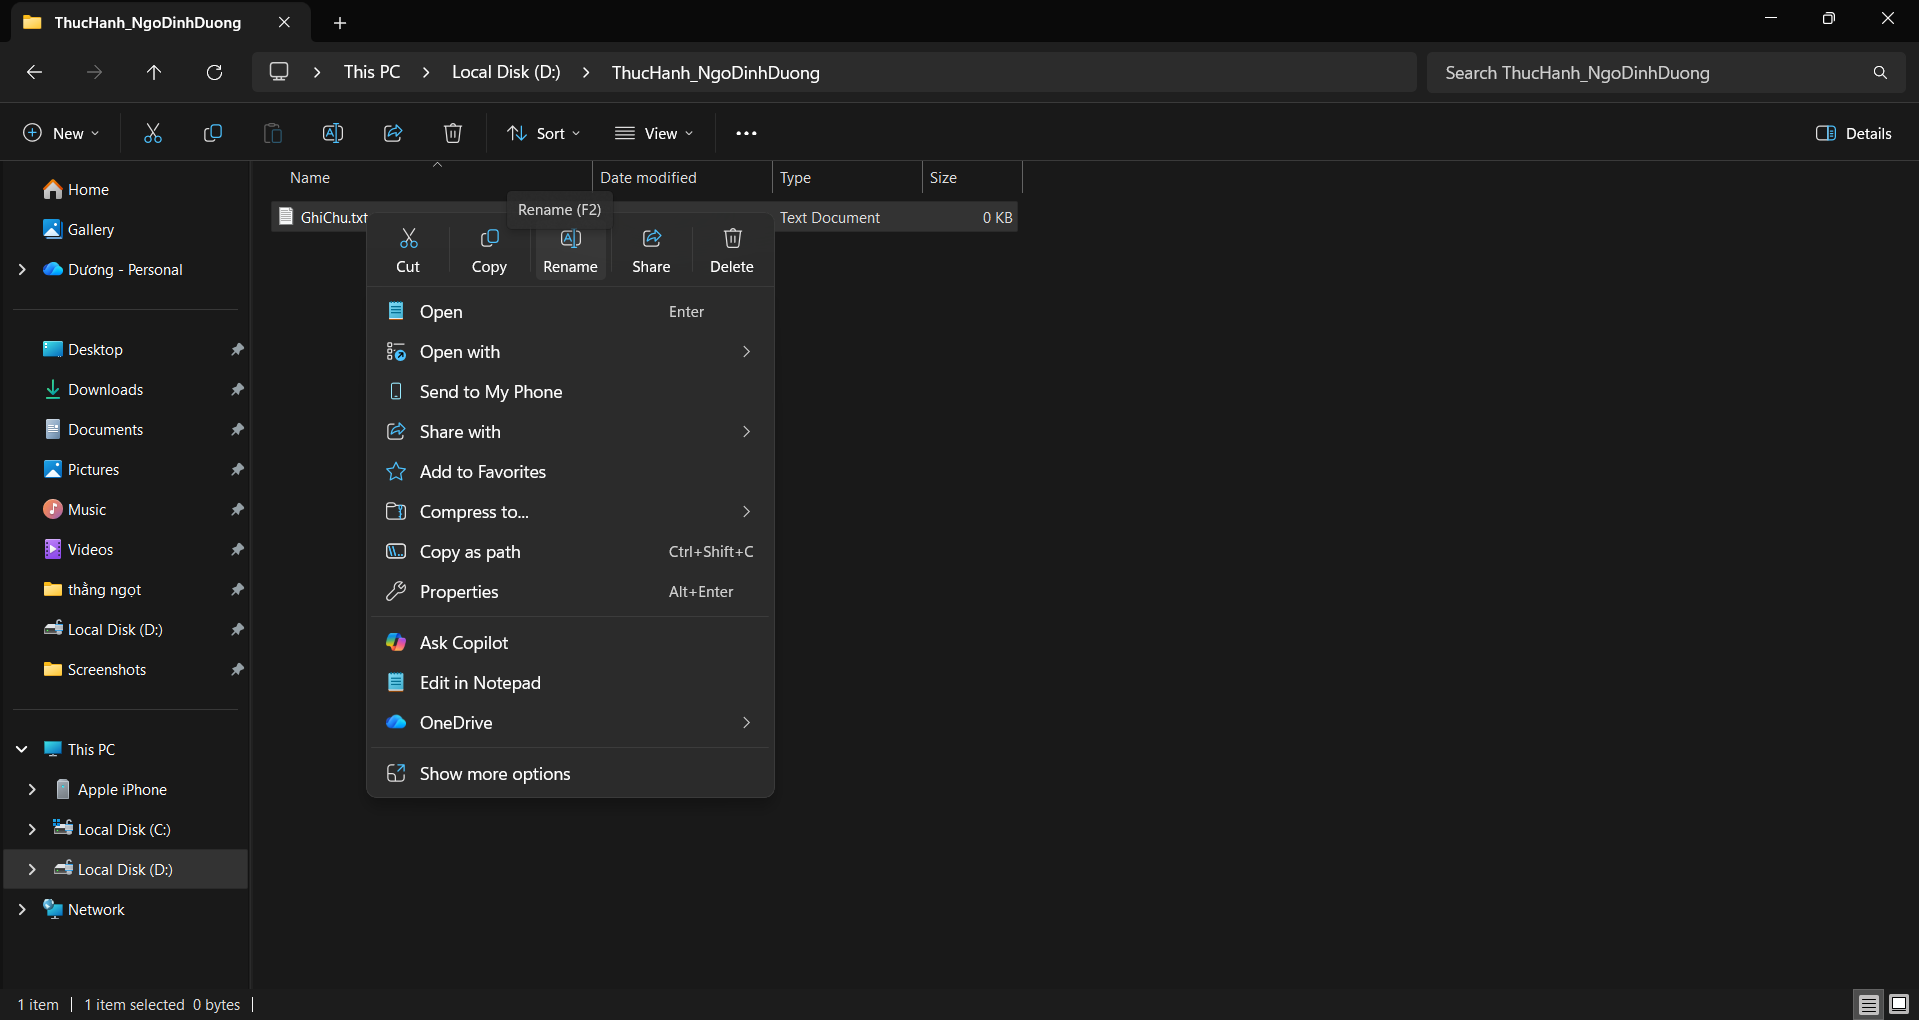 ThucHanh_NgoDinhDuong
This PC > Local Disk (D:) > ThucHanh_NgoDinhDuong
Search ThucHanh_NgoDinhDuong
New
Sort
View
Details
Name
Date modified
Type
Size
Rename (F2)
GhiChu.txt
Text Document
0 KB
Cut
Copy
Rename
Share
Delete
Open Enter
Open with
Send to My Phone
Share with
Add to Favorites
Compress to...
Copy as path Ctrl+Shift+C
Properties Alt+Enter
Ask Copilot
Edit in Notepad
OneDrive
Show more options
Home
Gallery
Dương - Personal
Desktop
Downloads
Documents
Pictures
Music
Videos
thằng ngọt
Local Disk (D:)
Screenshots
This PC
Apple iPhone
Local Disk (C:)
Local Disk (D:)
Network
1 item
1 item selected 0 bytes